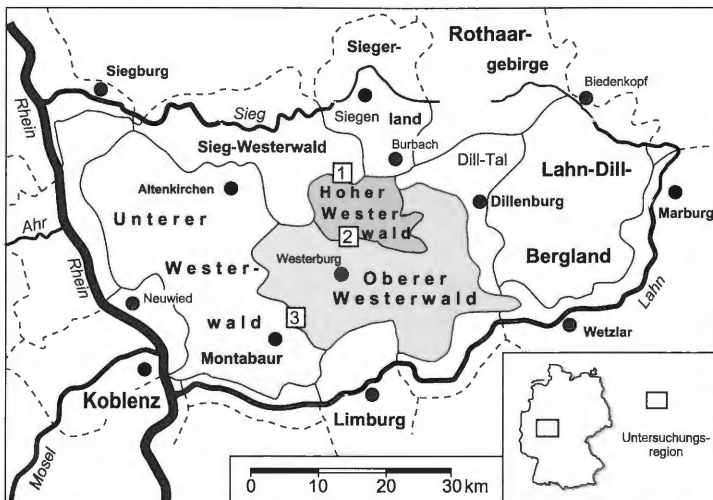 Rothaar-
gebirge
Sieger-
land
Siegburg
Biedenkopf
Rhein
Sieg
Siegen
Burbach
Sieg-Westerwald
Dill-Tal
Lahn-Dill-
Bergland
1
Hoher
Wester
wald
2
Altenkirchen
Dillenburg
Marburg
Unterer
Wester-
wald
Ahr
Rhein
Westerburg
Oberer
Westerwald
Lahn
Neuwied
3
Montabaur
Wetzlar
Koblenz
Limburg
Mosel
Untersuchungs-
region
0 10 20 30 km